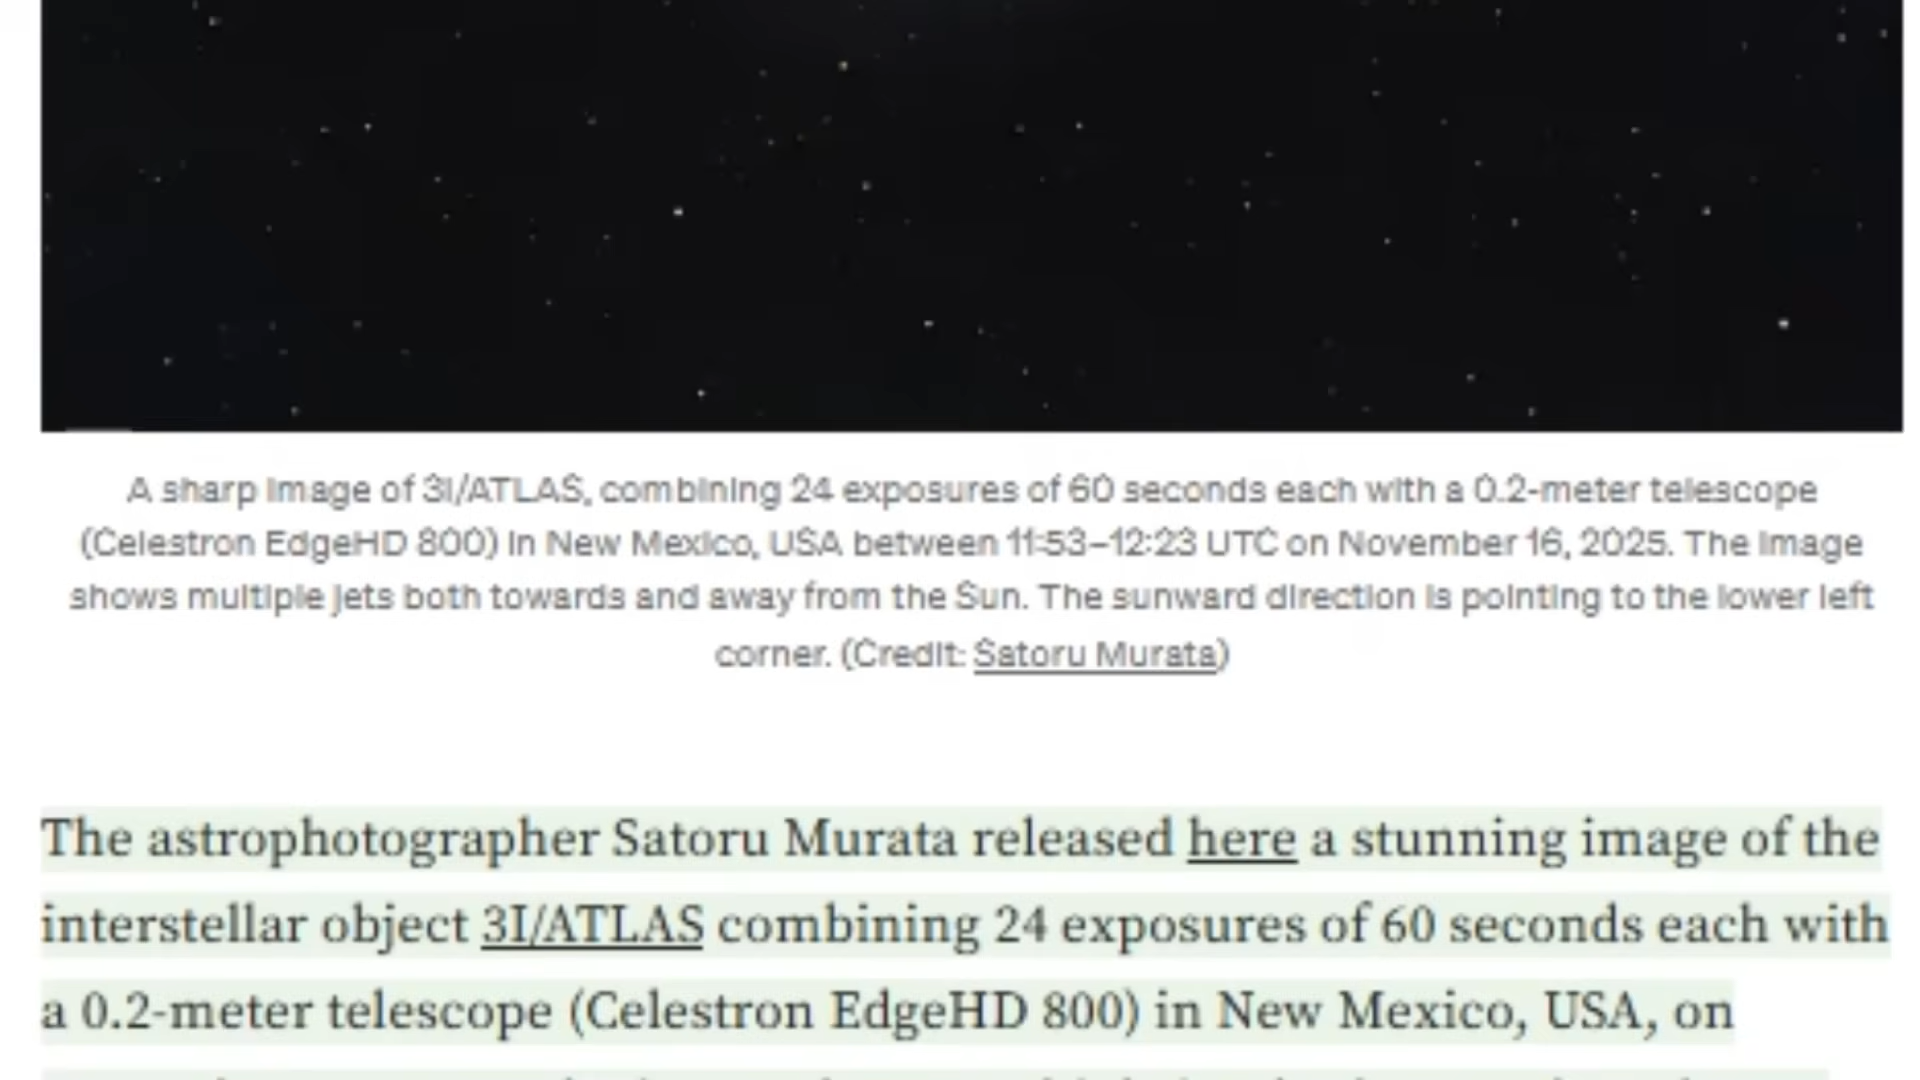 A sharp image of 3I/ATLAS, combining 24 exposures of 60 seconds each with a 0.2-meter telescope
(Celestron EdgeHD 800) in New Mexico, USA between 11:53–12:23 UTC on November 16, 2025. The image
shows multiple jets both towards and away from the Sun. The sunward direction is pointing to the lower left
corner. (Credit: Satoru Murata)
The astrophotographer Satoru Murata released here a stunning image of the
interstellar object 3I/ATLAS combining 24 exposures of 60 seconds each with
a 0.2-meter telescope (Celestron EdgeHD 800) in New Mexico, USA, on